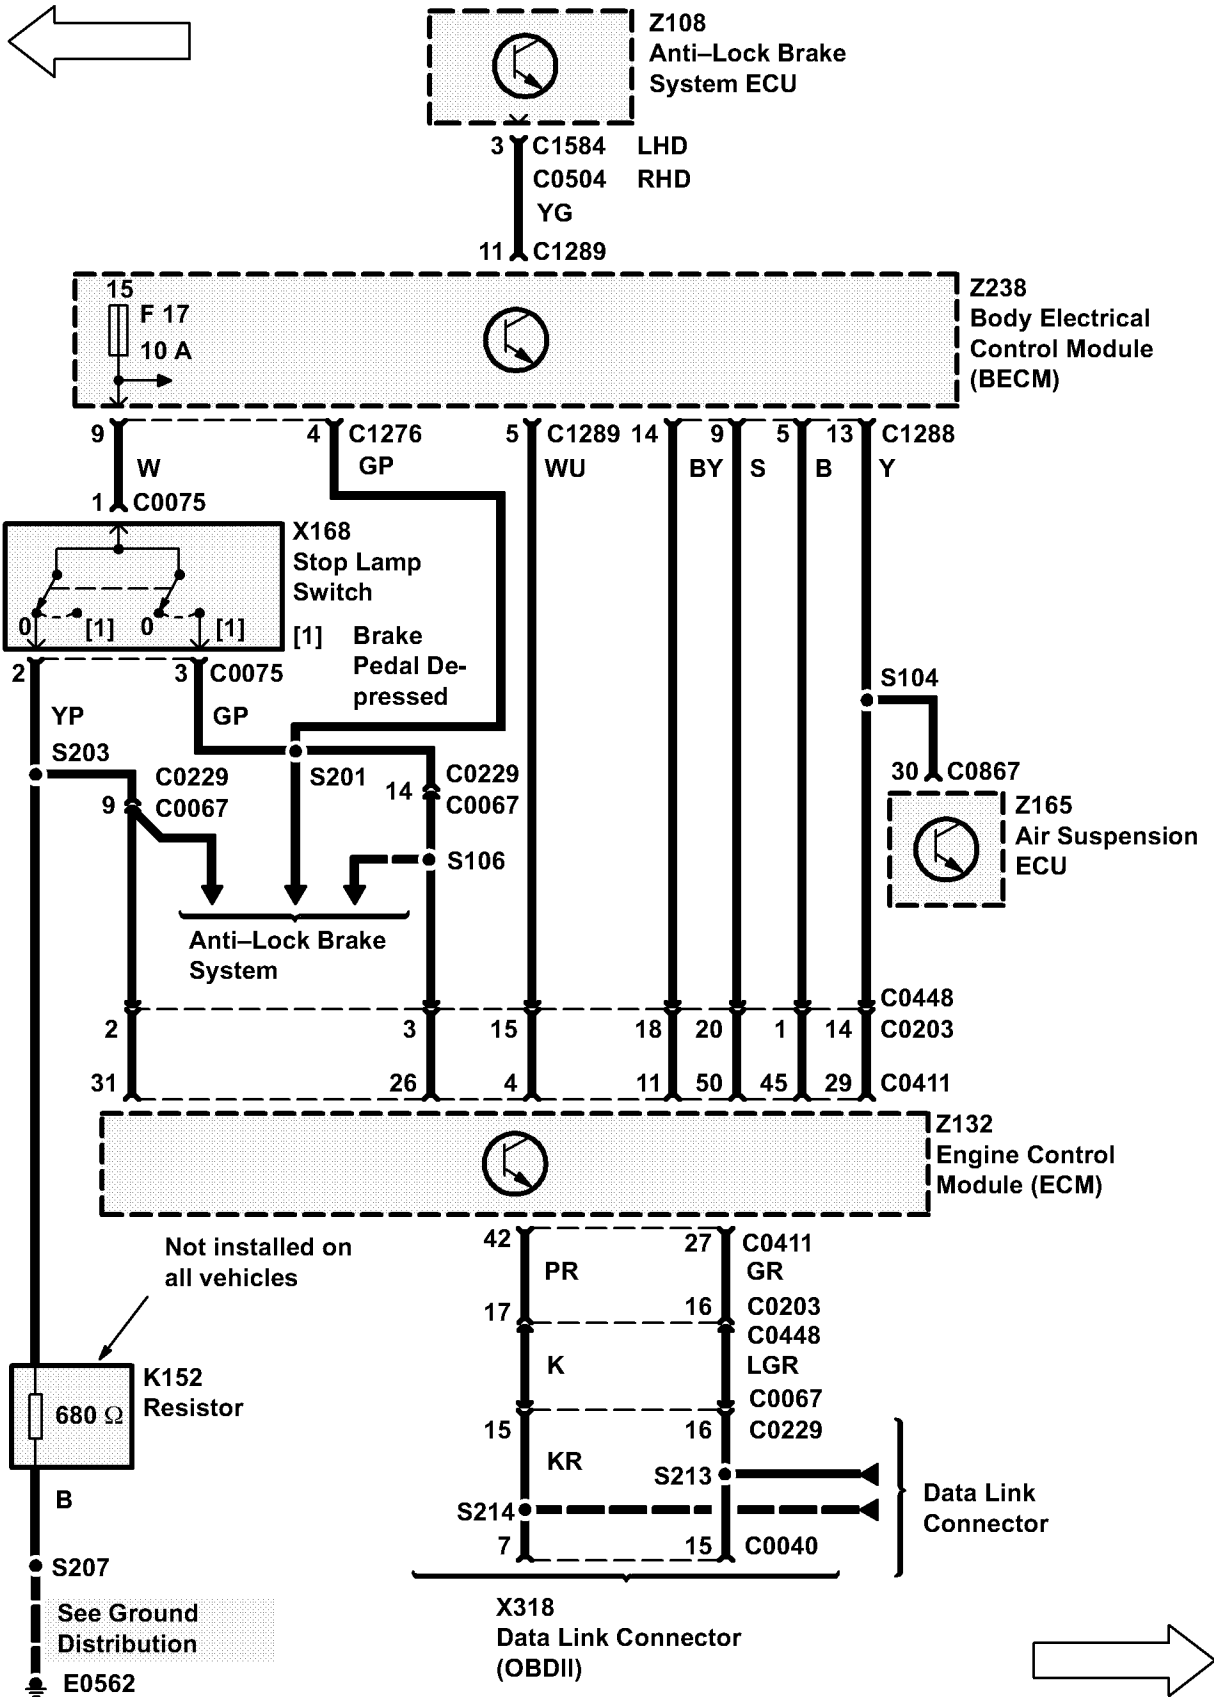 Z108
Anti–Lock Brake
System ECU
3 C1584 LHD
C0504 RHD
YG
11 C1289
15
F 17
10 A
Z238
Body Electrical
Control Module
(BECM)
9 4 C1276 5 C1289 14 9 5 13 C1288
W GP WU BY S B Y
1 C0075
X168
Stop Lamp
Switch
0 [1] 0 [1]
[1] Brake
Pedal De-
pressed
2 3 C0075
S104
YP GP
S203
S201
30 C0867
C0229
9 C0067
C0229
14 C0067
Z165
Air Suspension
ECU
S106
Anti–Lock Brake
System
C0448
2 3 15 18 20 1 14 C0203
31 26 4 11 50 45 29 C0411
Z132
Engine Control
Module (ECM)
Not installed on
all vehicles
42 27 C0411
PR GR
17 16 C0203
C0448
K LGR
C0067
15 16 C0229
KR
K152
Resistor
680 Ω
B
S213
S214
7 15 C0040
Data Link
Connector
S207
See Ground
Distribution
E0562
X318
Data Link Connector
(OBDII)